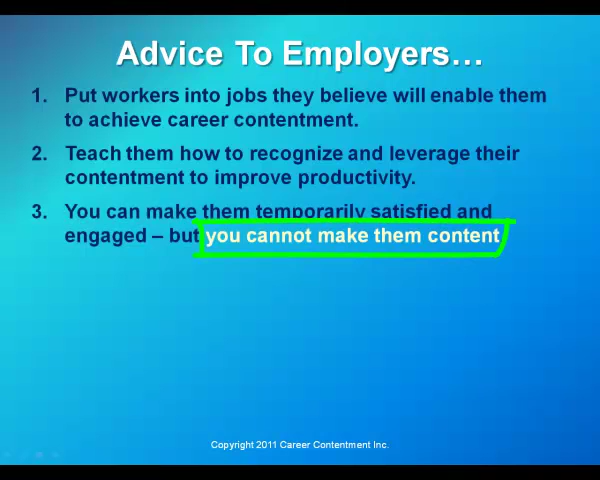 Advice To Employers…
1. Put workers into jobs they believe will enable them
to achieve career contentment.
2. Teach them how to recognize and leverage their
contentment to improve productivity.
3. You can make them temporarily satisfied and
engaged – but you cannot make them content
Copyright 2011 Career Contentment Inc.